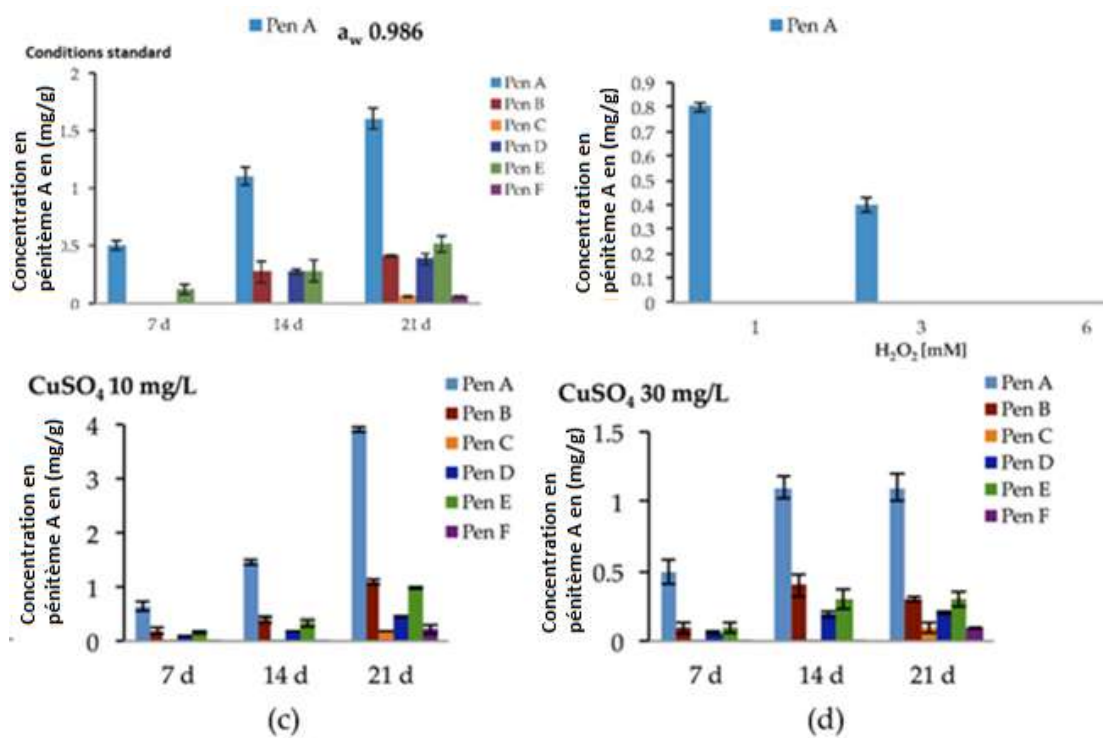 Pen A
a_w 0.986
Conditions standard
Concentration en
pénitème A en (mg/g)
2
1.5
1
0.5
0
7 d
14 d
21 d
Pen A
Pen B
Pen C
Pen D
Pen E
Pen F
Pen A
Concentration en
pénitème A en (mg/g)
0.9
0.8
0.7
0.6
0.5
0.4
0.3
0.2
0.1
0
1
3
6
H₂O₂ [mM]
CuSO₄ 10 mg/L
Concentration en
pénitème A en (mg/g)
4
3
2
1
0
7 d
14 d
21 d
Pen A
Pen B
Pen C
Pen D
Pen E
Pen F
(c)
CuSO₄ 30 mg/L
Concentration en
pénitème A en (mg/g)
1.5
1
0.5
0
7 d
14 d
21 d
Pen A
Pen B
Pen C
Pen D
Pen E
Pen F
(d)